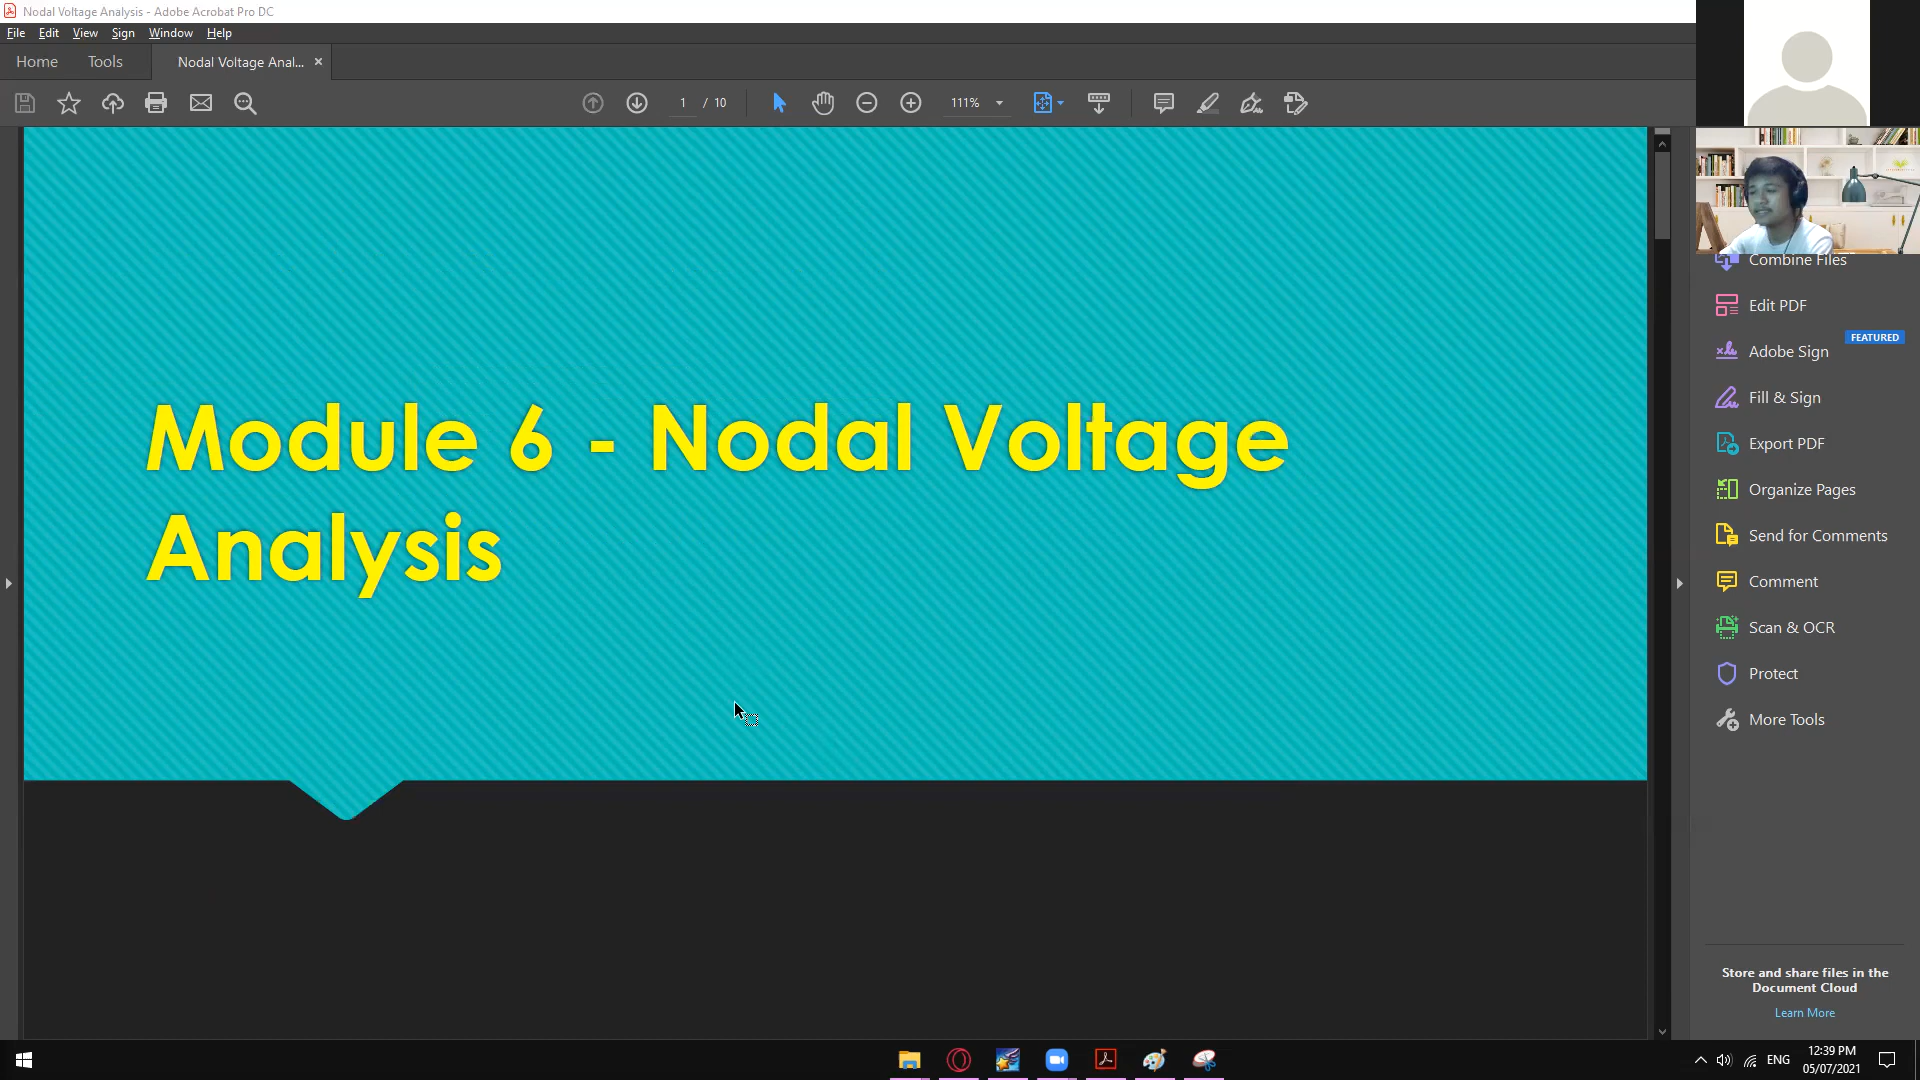 Nodal Voltage Analysis - Adobe Acrobat Pro DC
File Edit View Sign Window Help
Home Tools Nodal Voltage Anal... ×
1 / 10 111%
Module 6 - Nodal Voltage
Analysis
Combine Files
Edit PDF
FEATURED
Adobe Sign
Fill & Sign
Export PDF
Organize Pages
Send for Comments
Comment
Scan & OCR
Protect
More Tools
Store and share files in the
Document Cloud
Learn More
ENG
12:39 PM
05/07/2021